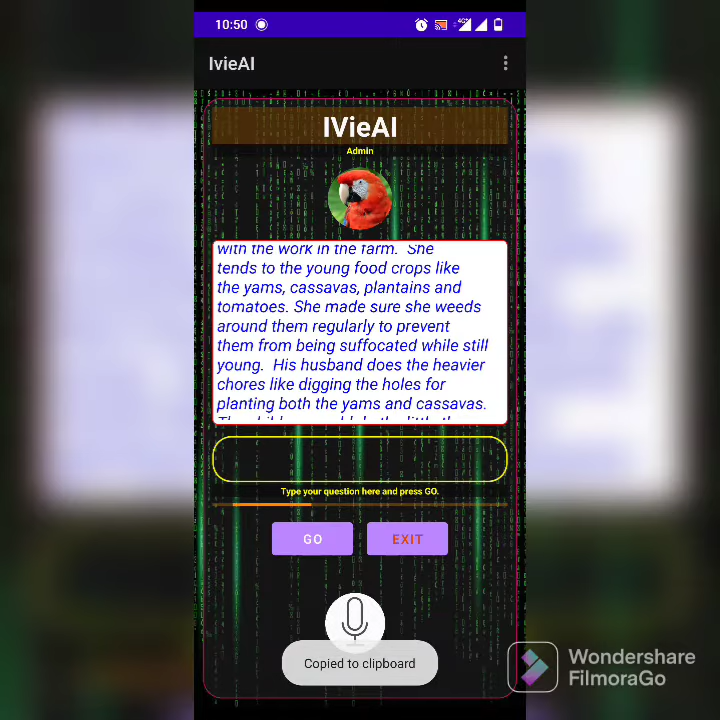 10:50
IvieAI
IVieAI
Admin
with the work in the farm. She
tends to the young food crops like
the yams, cassavas, plantains and
tomatoes. She made sure she weeds
around them regularly to prevent
them from being suffocated while still
young. His husband does the heavier
chores like digging the holes for
planting both the yams and cassavas.
Type your question here and press GO.
GO
EXIT
Copied to clipboard
Wondershare
FilmoraGo